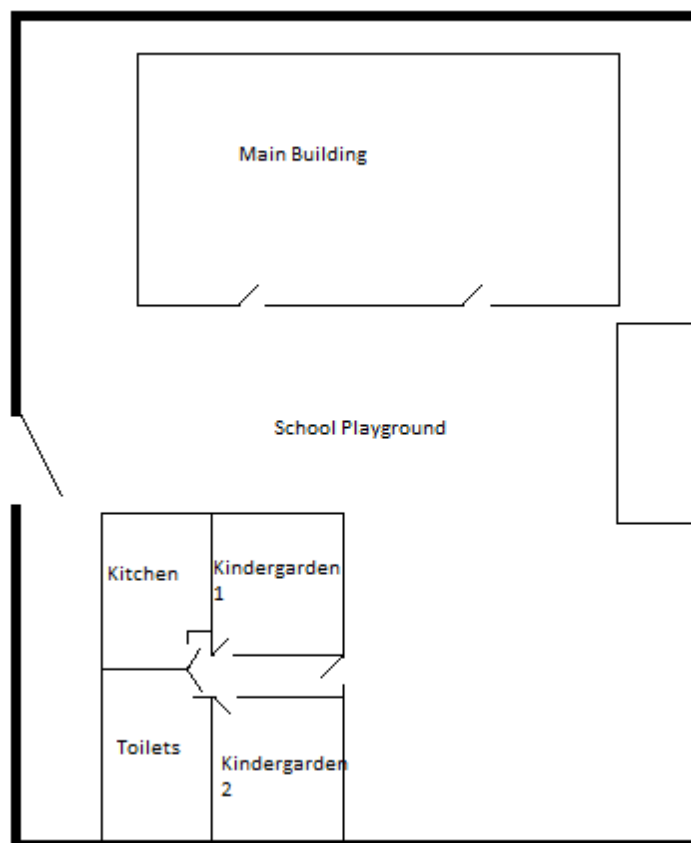 Main Building
School Playground
Kitchen
Kindergarden
1
Toilets
Kindergarden
2